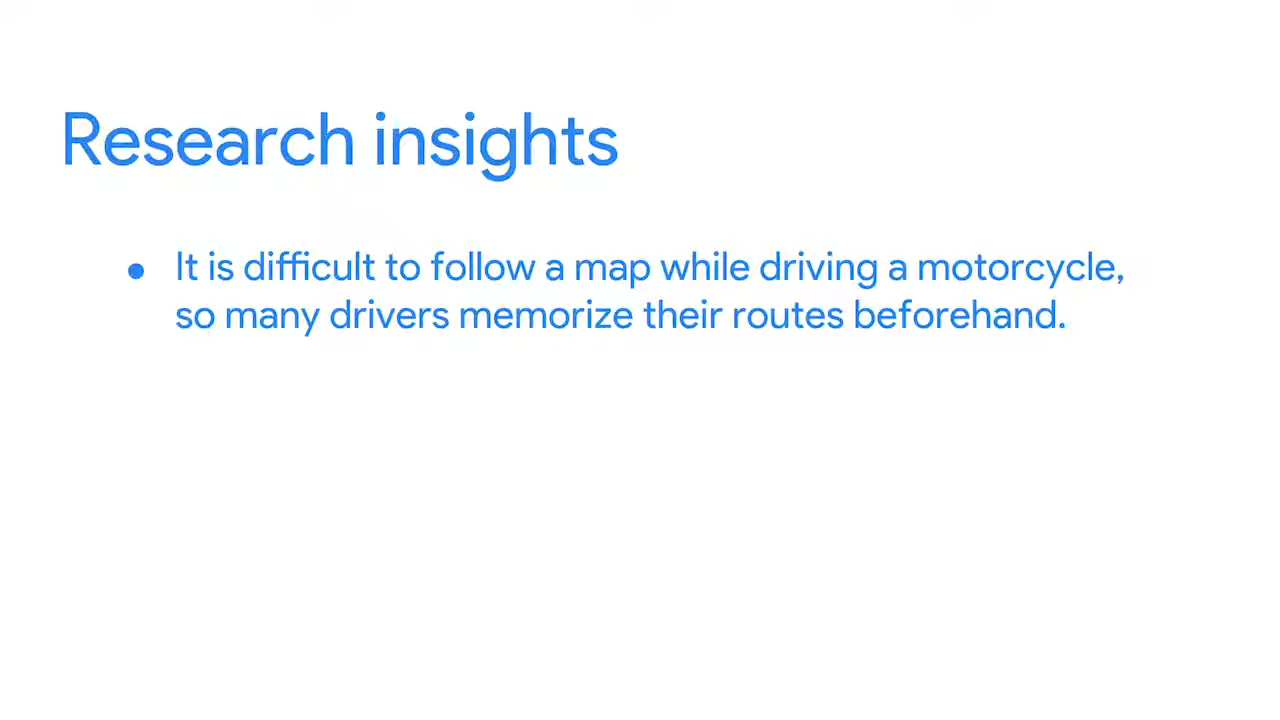 Research insights
• It is difficult to follow a map while driving a motorcycle,
so many drivers memorize their routes beforehand.